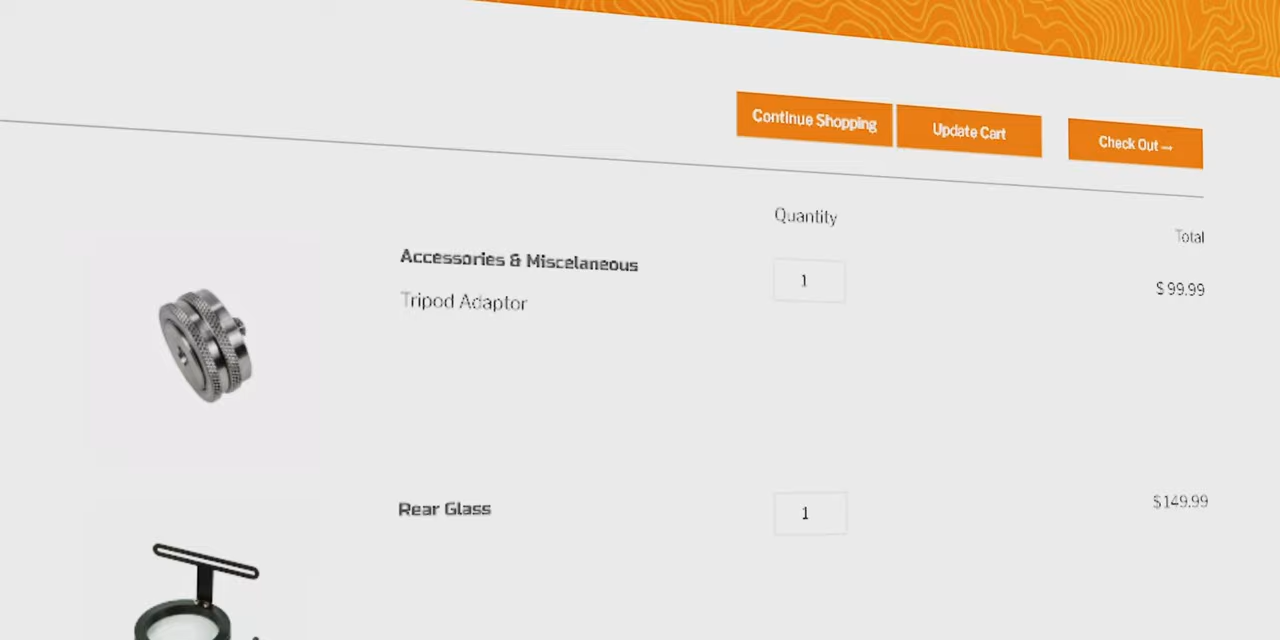 Continue Shopping
Update Cart
Check Out →
Quantity
Total
Accessories & Miscelaneous
1
$ 99.99
Tripod Adaptor
Rear Glass
1
$149.99